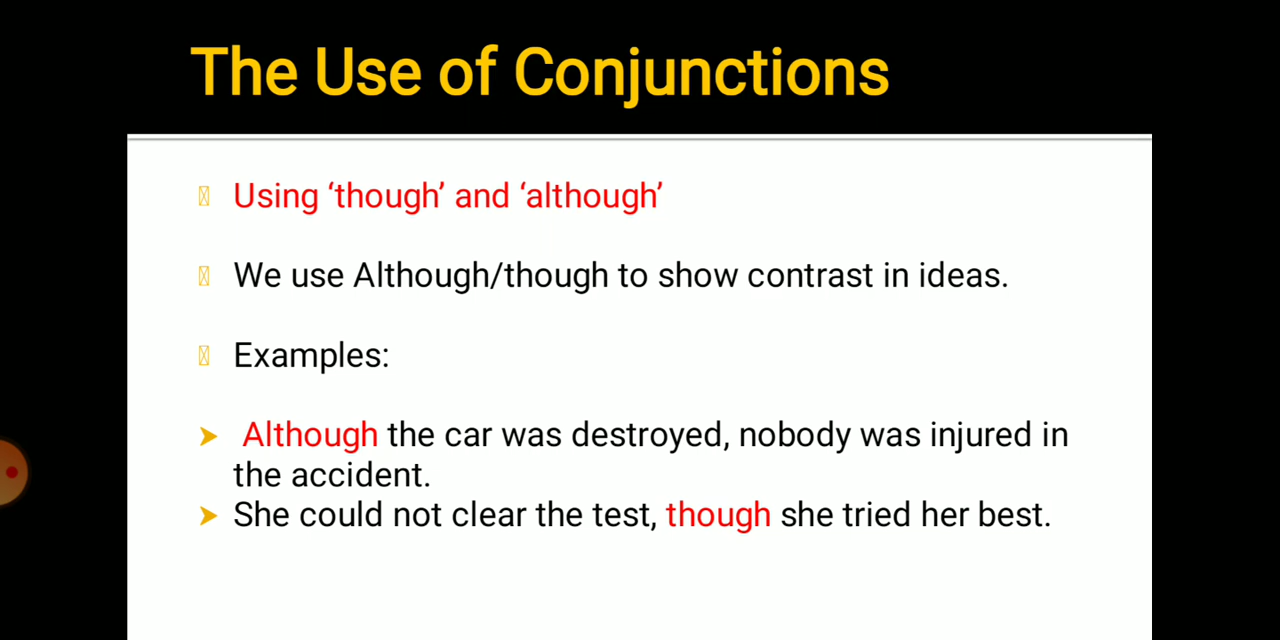 The Use of Conjunctions
Using ‘though’ and ‘although’
We use Although/though to show contrast in ideas.
Examples:
➤ Although the car was destroyed, nobody was injured in
the accident.
➤ She could not clear the test, though she tried her best.